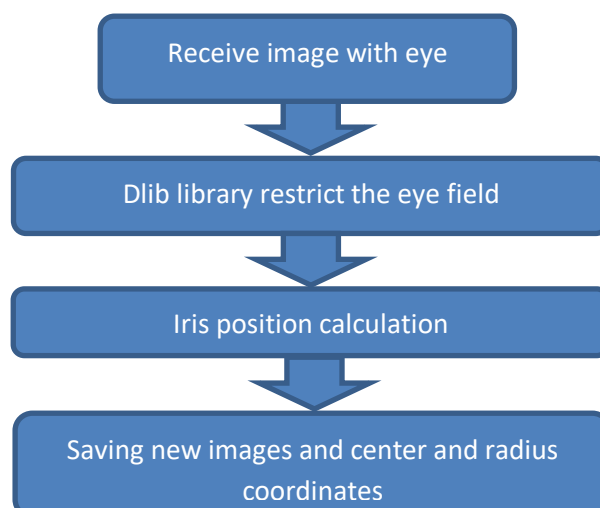 Receive image with eye
Dlib library restrict the eye field
Iris position calculation
Saving new images and center and radius
coordinates